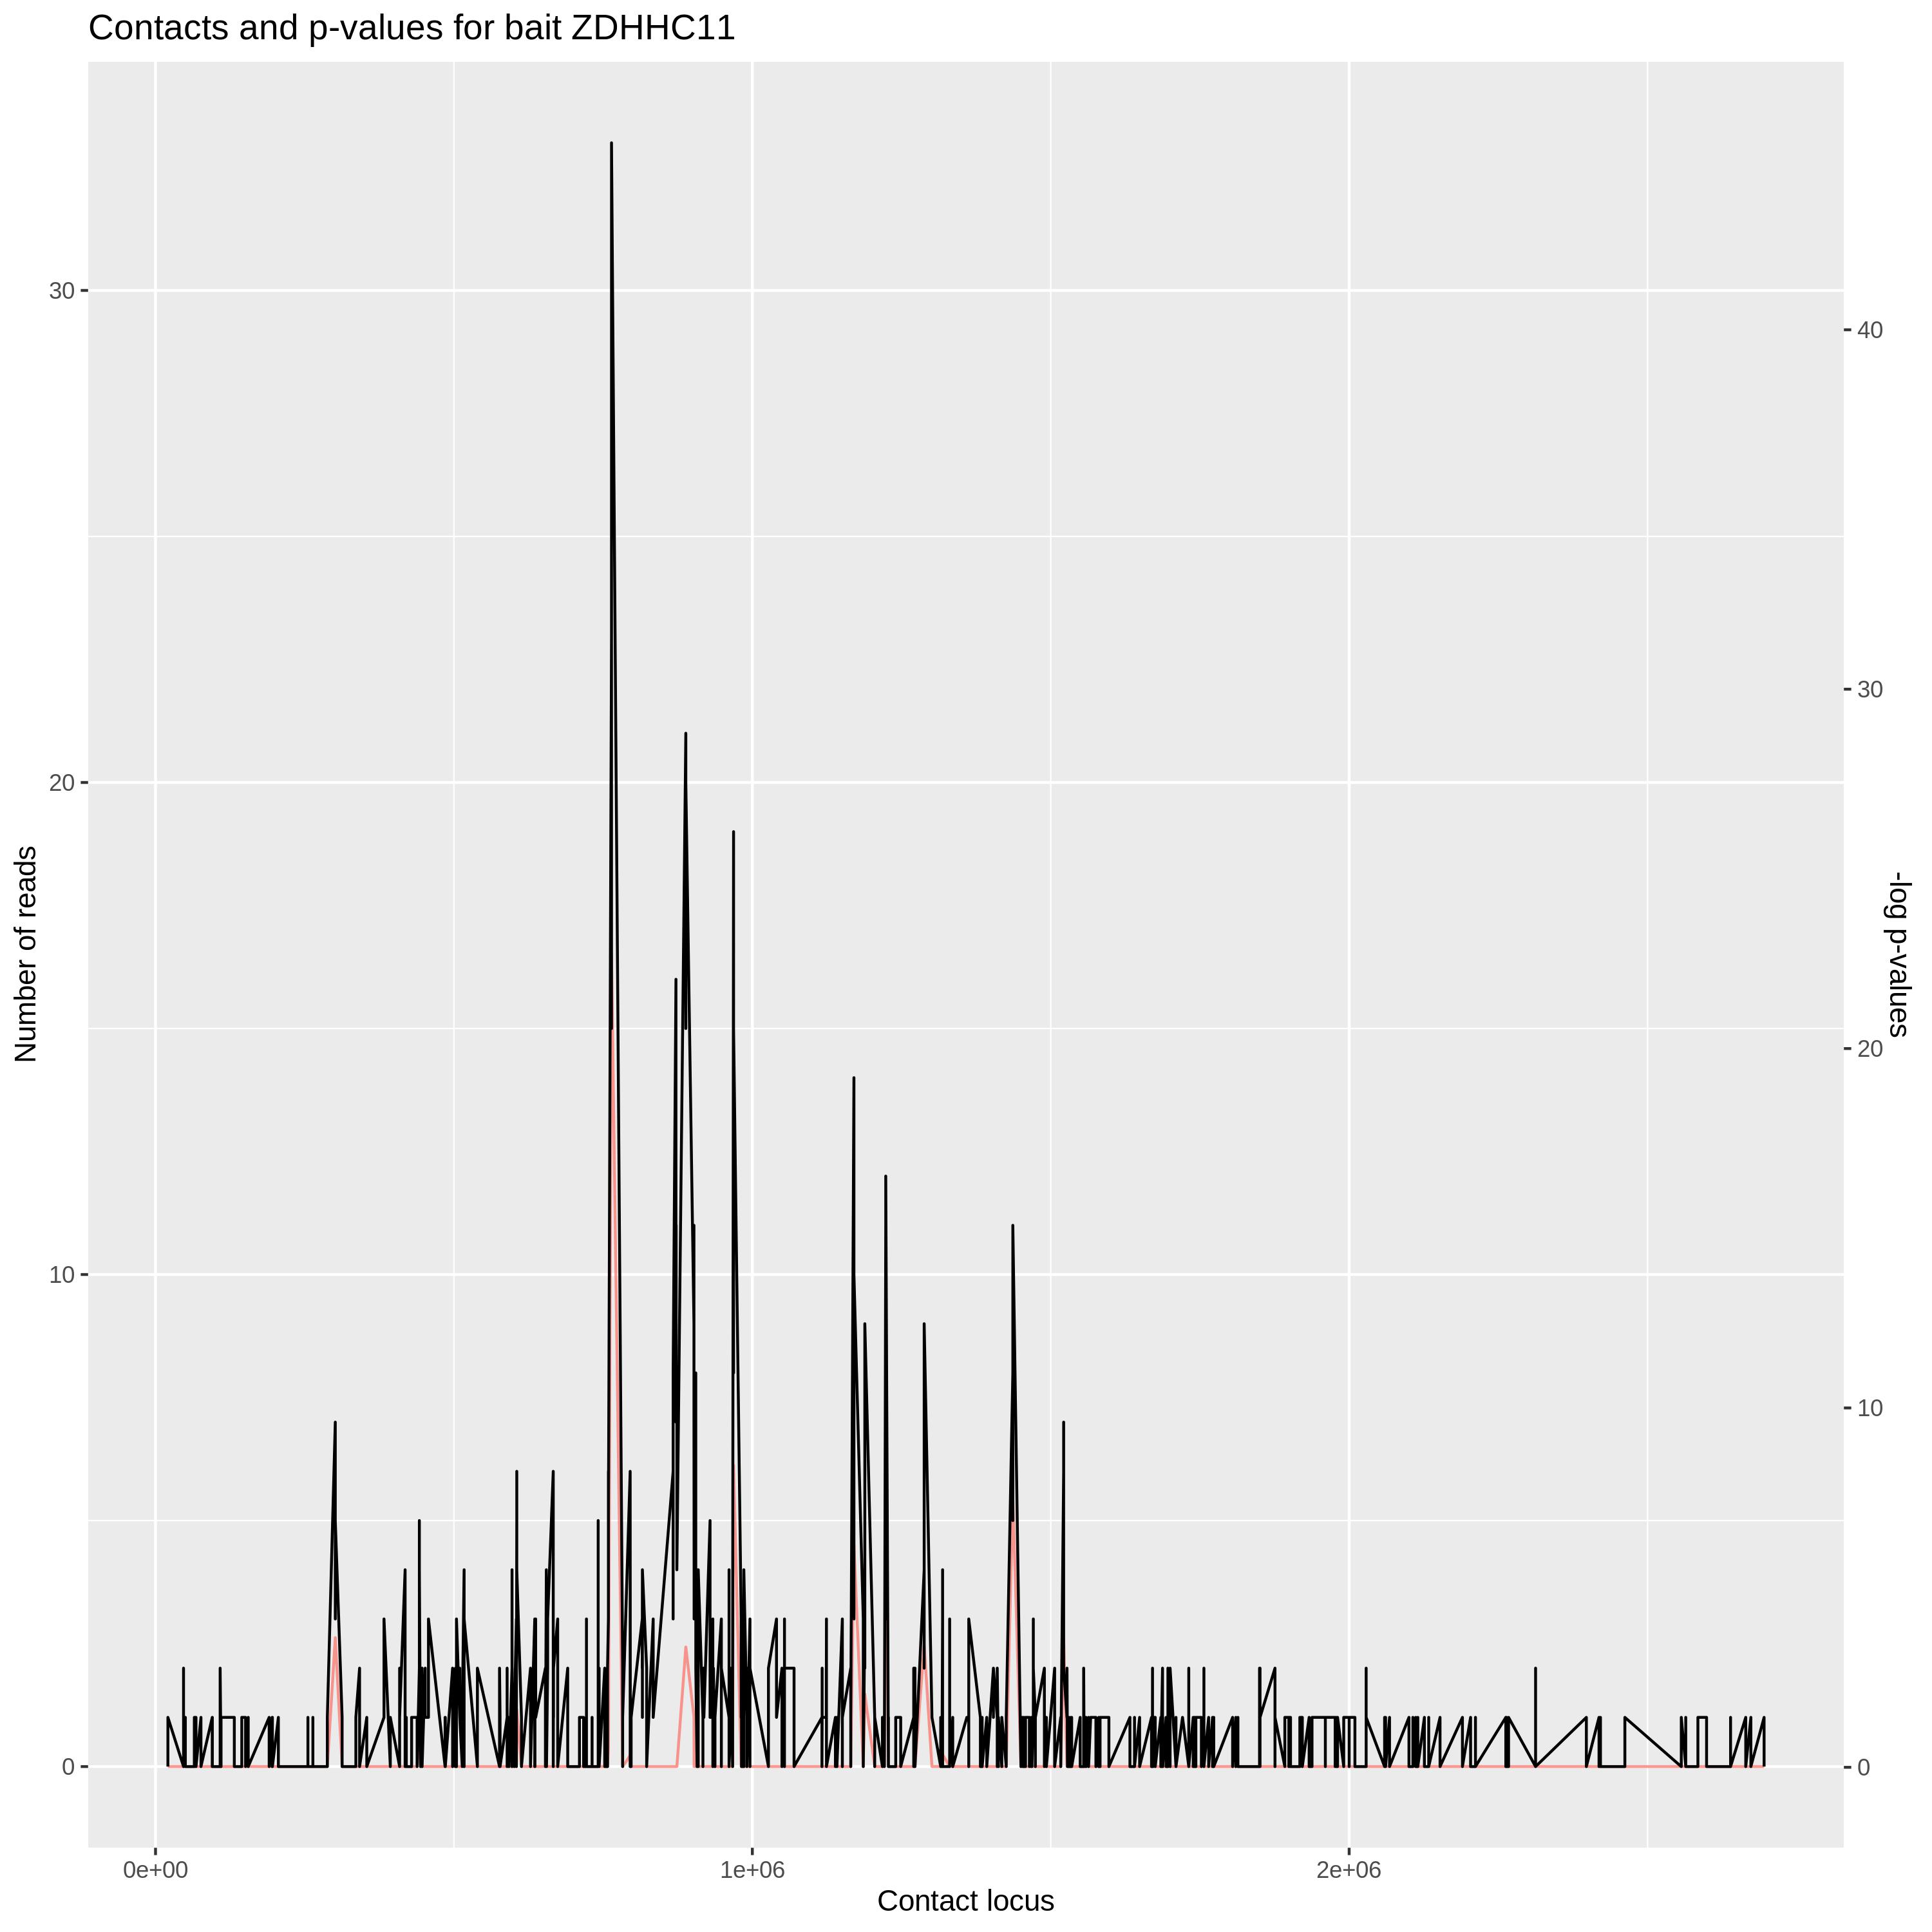 Contacts and p-values for bait ZDHHC11
30
20
10
0
Number of reads
40
30
20
10
0
-log p-values
0e+00 1e+06 2e+06
Contact locus